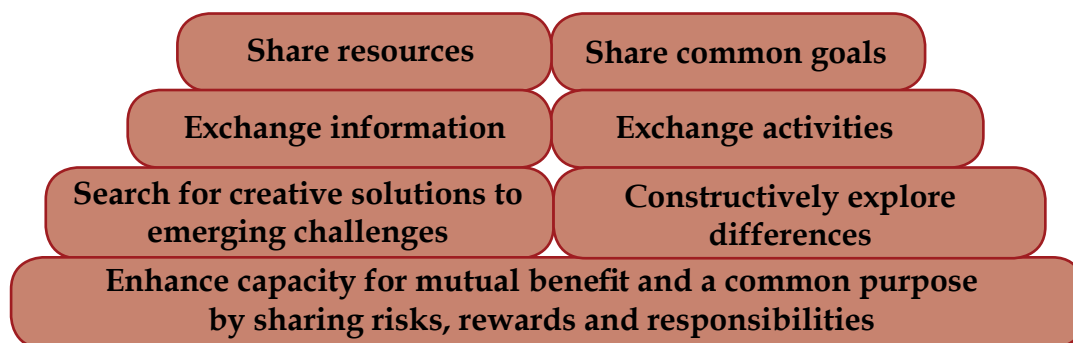 Share resources
Share common goals
Exchange information
Exchange activities
Search for creative solutions to
emerging challenges
Constructively explore
differences
Enhance capacity for mutual benefit and a common purpose
by sharing risks, rewards and responsibilities